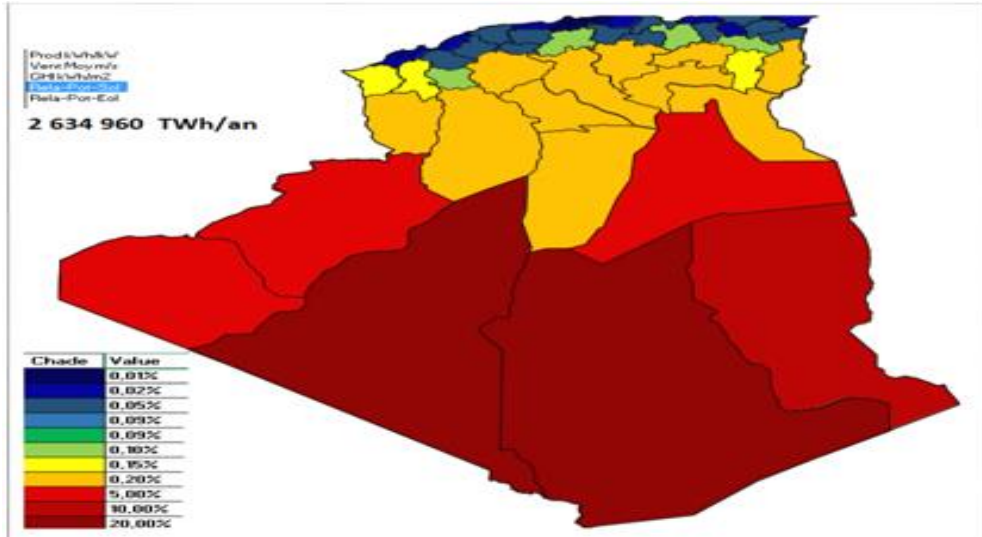 Prod kWh/kW
Vent Moy m/s
GHI kWh/m2
Rela-Pot-Sol
Rela-Pot-Eol
2 634 960 TWh/an
Chade Value
0,01%
0,02%
0,05%
0,09%
0,09%
0,10%
0,15%
0,20%
5,00%
10,00%
20,00%